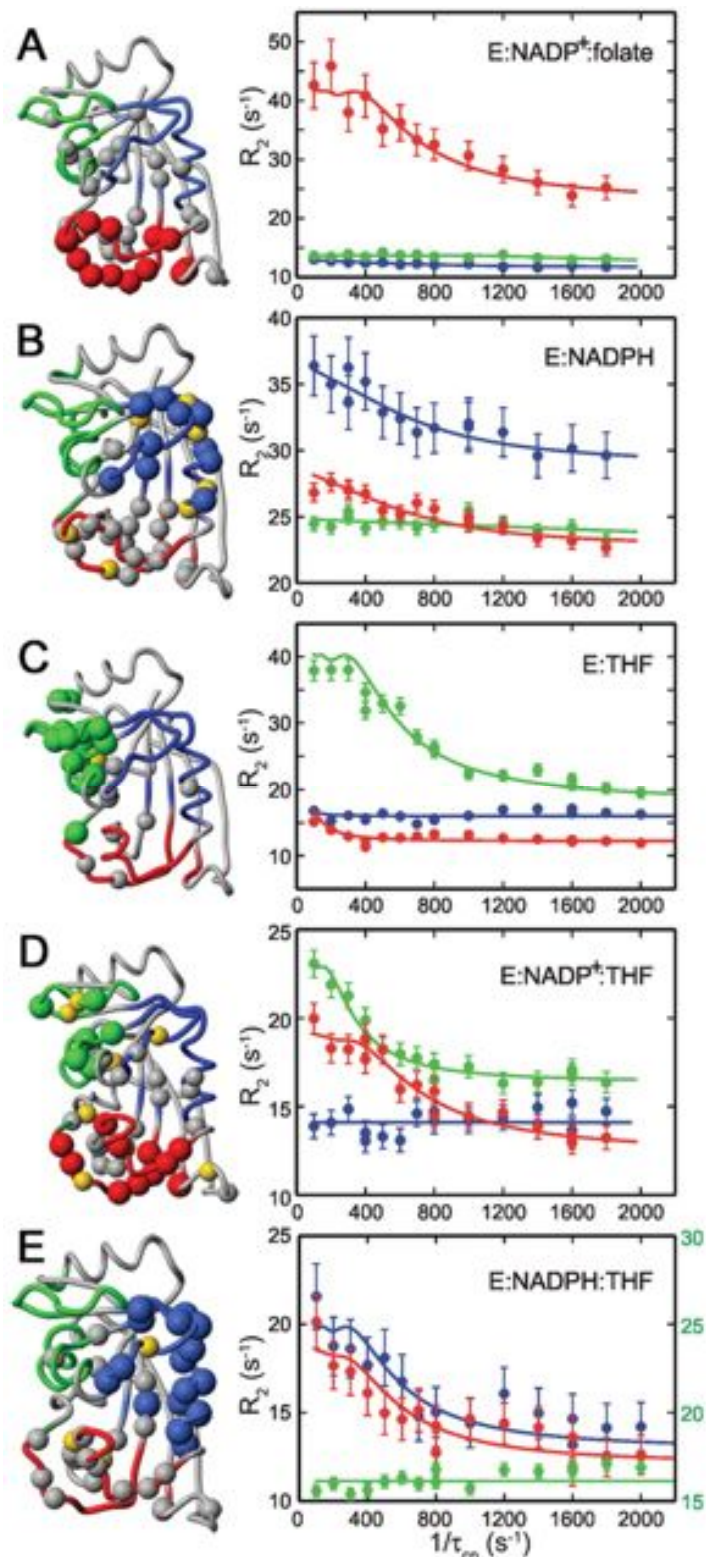 A
E:NADP⁺:folate
R₂ (s⁻¹)
50
40
30
20
10
0 400 800 1200 1600 2000
B
E:NADPH
R₂ (s⁻¹)
40
35
30
25
20
0 400 800 1200 1600 2000
C
E:THF
R₂ (s⁻¹)
40
30
20
10
0 400 800 1200 1600 2000
D
E:NADP⁺:THF
R₂ (s⁻¹)
25
20
15
10
0 400 800 1200 1600 2000
E
E:NADPH:THF
R₂ (s⁻¹)
25 30
20 25
15 20
10 15
0 400 800 1200 1600 2000
1/τcp (s⁻¹)